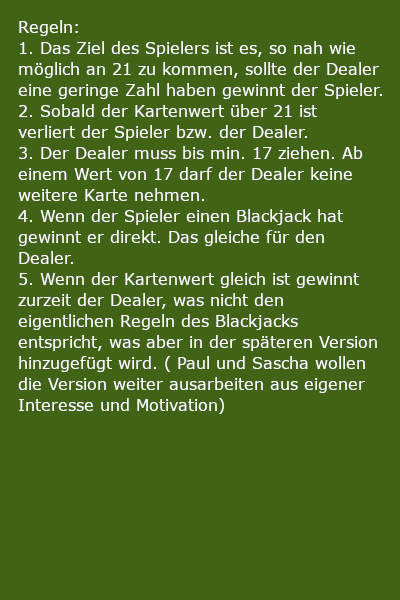 Regeln:
1. Das Ziel des Spielers ist es, so nah wie
möglich an 21 zu kommen, sollte der Dealer
eine geringe Zahl haben gewinnt der Spieler.
2. Sobald der Kartenwert über 21 ist
verliert der Spieler bzw. der Dealer.
3. Der Dealer muss bis min. 17 ziehen. Ab
einem Wert von 17 darf der Dealer keine
weitere Karte nehmen.
4. Wenn der Spieler einen Blackjack hat
gewinnt er direkt. Das gleiche für den
Dealer.
5. Wenn der Kartenwert gleich ist gewinnt
zurzeit der Dealer, was nicht den
eigentlichen Regeln des Blackjacks
entspricht, was aber in der späteren Version
hinzugefügt wird. ( Paul und Sascha wollen
die Version weiter ausarbeiten aus eigener
Interesse und Motivation)